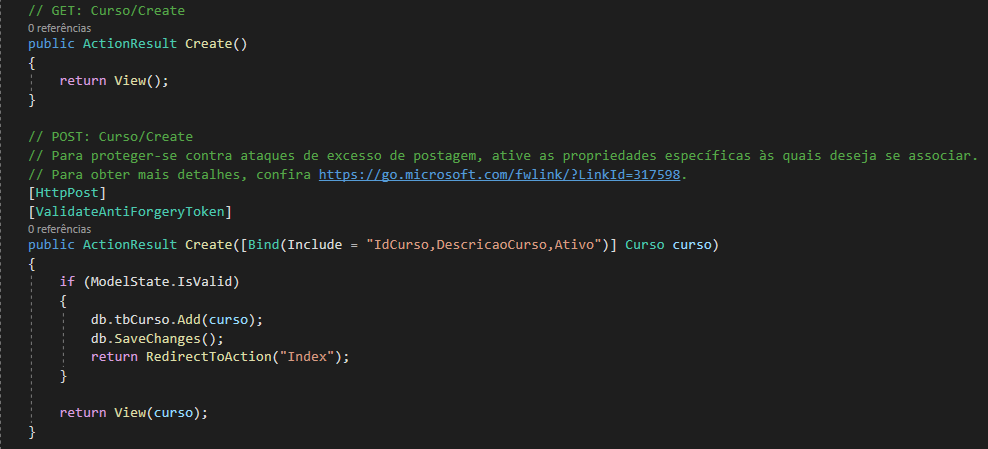 // GET: Curso/Create
0 referências
public ActionResult Create()
{
return View();
}
// POST: Curso/Create
// Para proteger-se contra ataques de excesso de postagem, ative as propriedades específicas às quais deseja se associar.
// Para obter mais detalhes, confira https://go.microsoft.com/fwlink/?LinkId=317598.
[HttpPost]
[ValidateAntiForgeryToken]
0 referências
public ActionResult Create([Bind(Include = "IdCurso,DescricaoCurso,Ativo")] Curso curso)
{
if (ModelState.IsValid)
{
db.tbCurso.Add(curso);
db.SaveChanges();
return RedirectToAction("Index");
}
return View(curso);
}